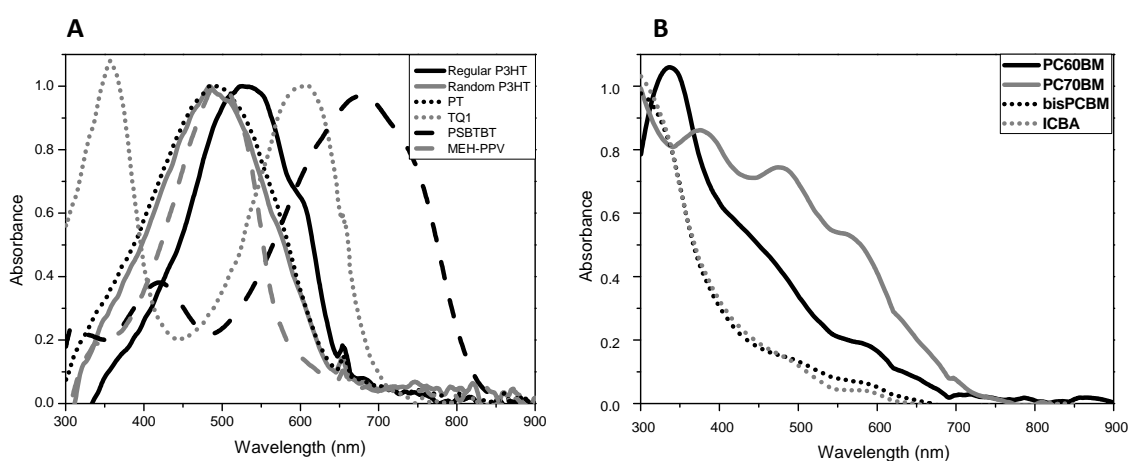 A
Absorbance
1.0
0.8
0.6
0.4
0.2
0.0
300 400 500 600 700 800 900
Wavelength (nm)
Regular P3HT
Random P3HT
PT
TQ1
PSBTBT
MEH-PPV
B
Absorbance
1.0
0.8
0.6
0.4
0.2
0.0
300 400 500 600 700 800 900
Wavelength (nm)
PC60BM
PC70BM
bisPCBM
ICBA